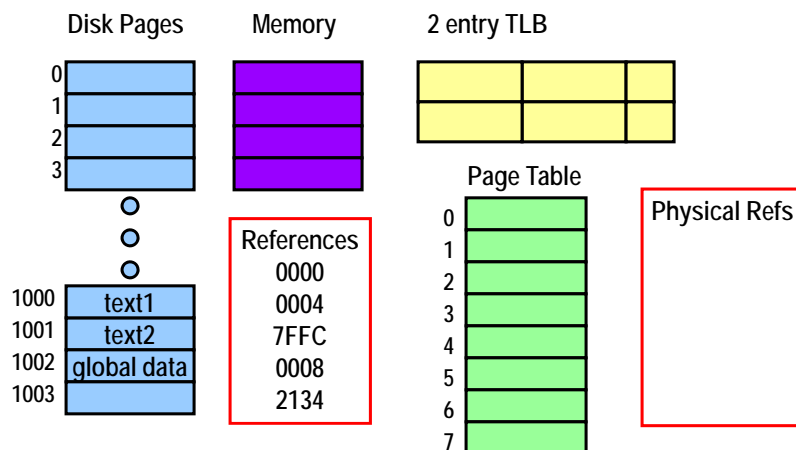 Disk Pages
Memory
2 entry TLB
0
1
2
3
1000 text1
1001 text2
1002 global data
1003
References
0000
0004
7FFC
0008
2134
Page Table
0
1
2
3
4
5
6
7
Physical Refs